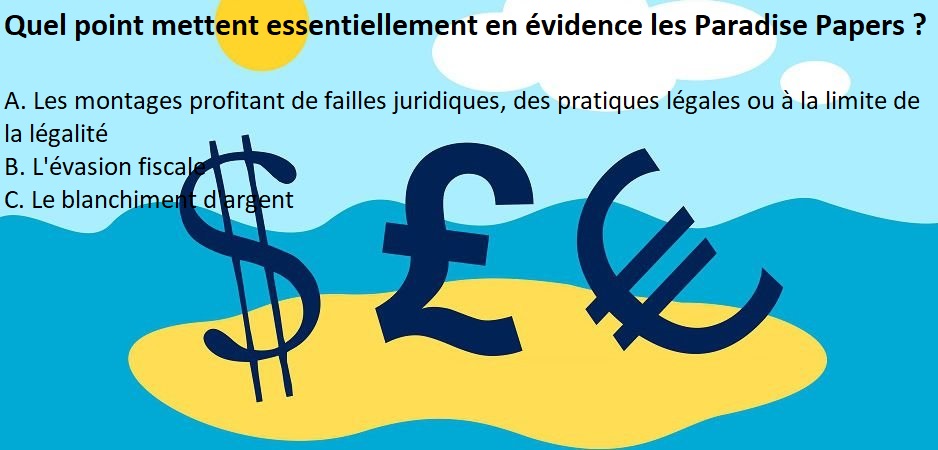 Quel point mettent essentiellement en évidence les Paradise Papers ?
A. Les montages profitant de failles juridiques, des pratiques légales ou à la limite de
la légalité
B. L'évasion fiscale
C. Le blanchiment d'argent
$ £ €